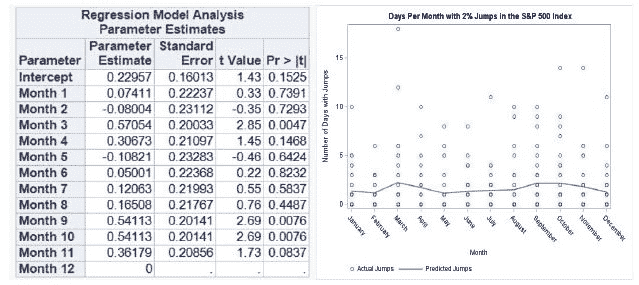 Regression Model Analysis
Parameter Estimates
Parameter Parameter Estimate Standard Error t Value Pr > |t|
Intercept 0.22957 0.16013 1.43 0.1525
Month 1 0.07411 0.22237 0.33 0.7391
Month 2 -0.08004 0.23112 -0.35 0.7293
Month 3 0.57054 0.20033 2.85 0.0047
Month 4 0.30673 0.21097 1.45 0.1468
Month 5 -0.10821 0.23283 -0.46 0.6424
Month 6 0.05001 0.22368 0.22 0.8232
Month 7 0.12063 0.21993 0.55 0.5837
Month 8 0.16508 0.21767 0.76 0.4487
Month 9 0.54113 0.20141 2.69 0.0076
Month 10 0.54113 0.20141 2.69 0.0076
Month 11 0.36179 0.20856 1.73 0.0837
Month 12 0 . . .
Days Per Month with 2% Jumps in the S&P 500 Index
Number of Days with Jumps
15
10
5
0
January
February
March
April
May
June
July
August
September
October
November
December
Month
Actual Jumps
Predicted Jumps